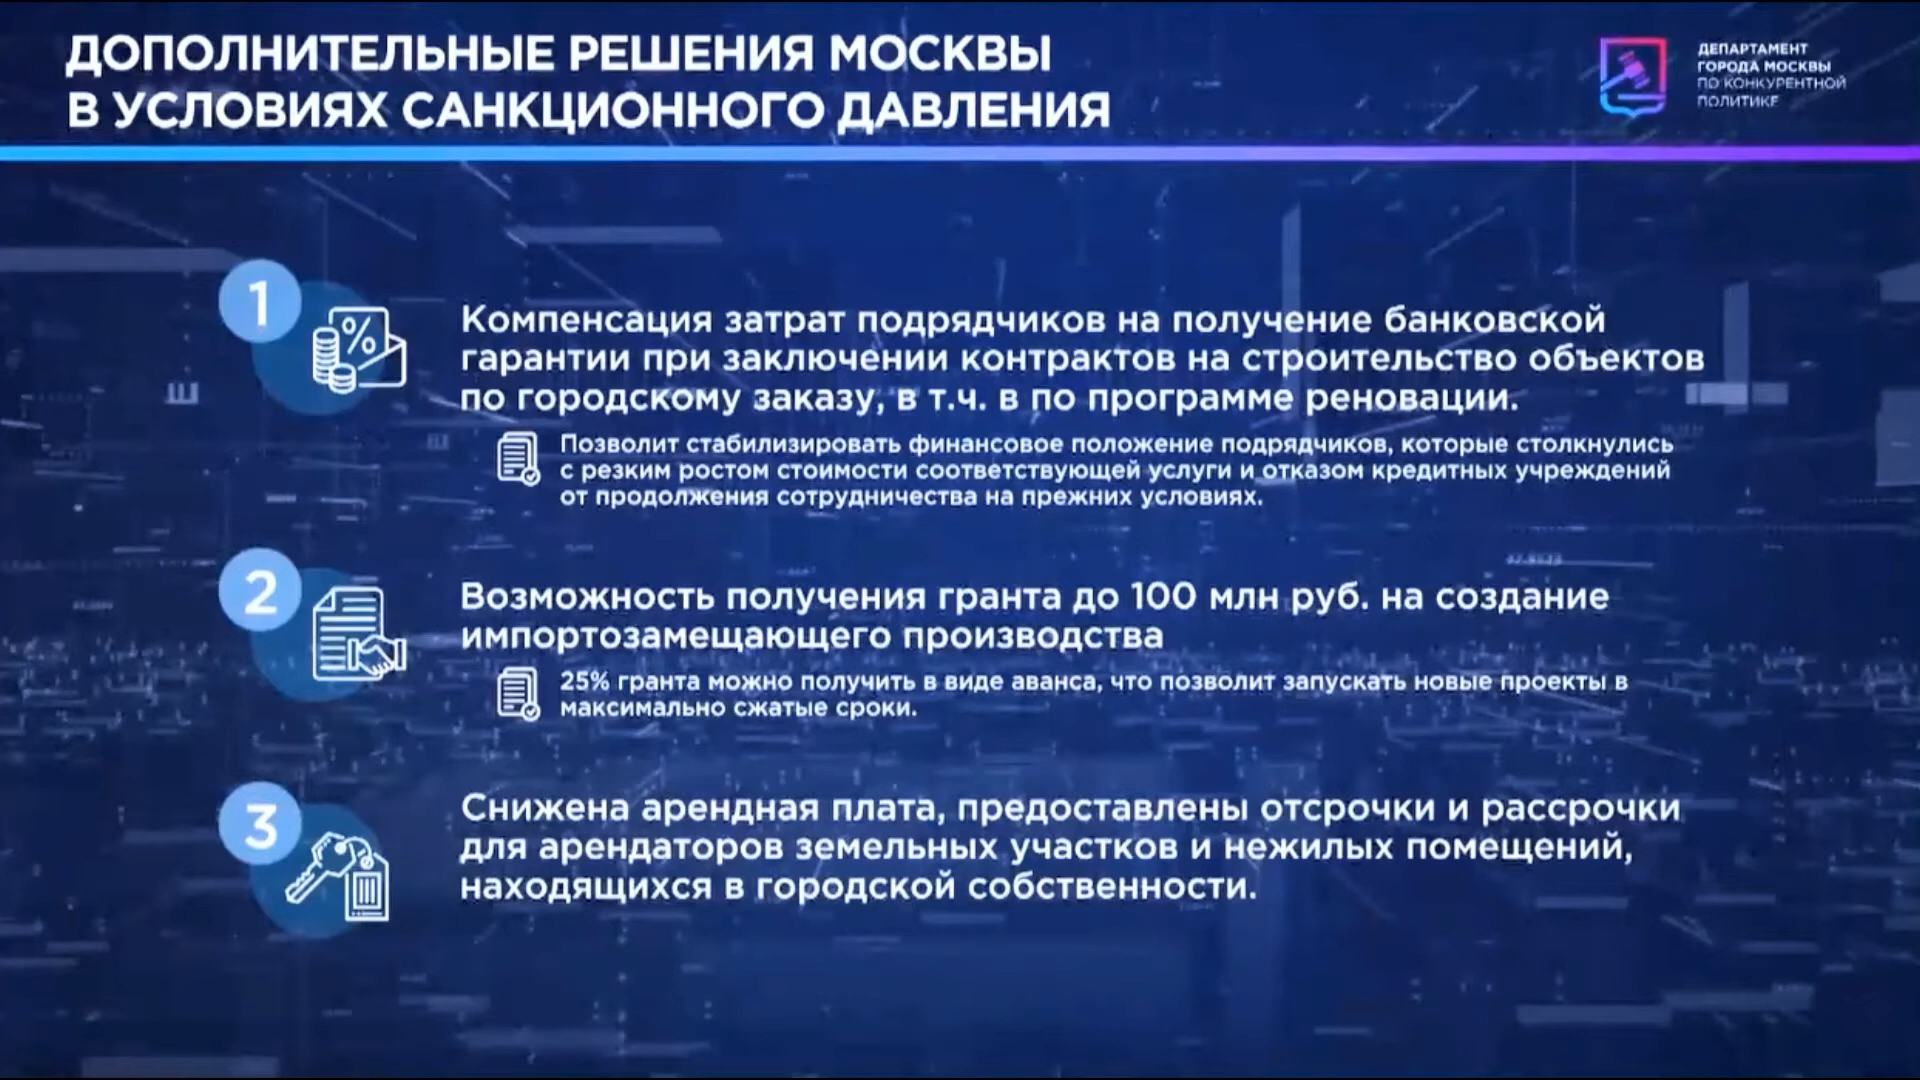 ДОПОЛНИТЕЛЬНЫЕ РЕШЕНИЯ МОСКВЫ
В УСЛОВИЯХ САНКЦИОННОГО ДАВЛЕНИЯ
ДЕПАРТАМЕНТ
ГОРОДА МОСКВЫ
ПО КОНКУРЕНТНОЙ
ПОЛИТИКЕ
1
Компенсация затрат подрядчиков на получение банковской
гарантии при заключении контрактов на строительство объектов
по городскому заказу, в т.ч. в по программе реновации.
Позволит стабилизировать финансовое положение подрядчиков, которые столкнулись
с резким ростом стоимости соответствующей услуги и отказом кредитных учреждений
от продолжения сотрудничества на прежних условиях.
2
Возможность получения гранта до 100 млн руб. на создание
импортозамещающего производства
25% гранта можно получить в виде аванса, что позволит запускать новые проекты в
максимально сжатые сроки.
3
Снижена арендная плата, предоставлены отсрочки и рассрочки
для арендаторов земельных участков и нежилых помещений,
находящихся в городской собственности.